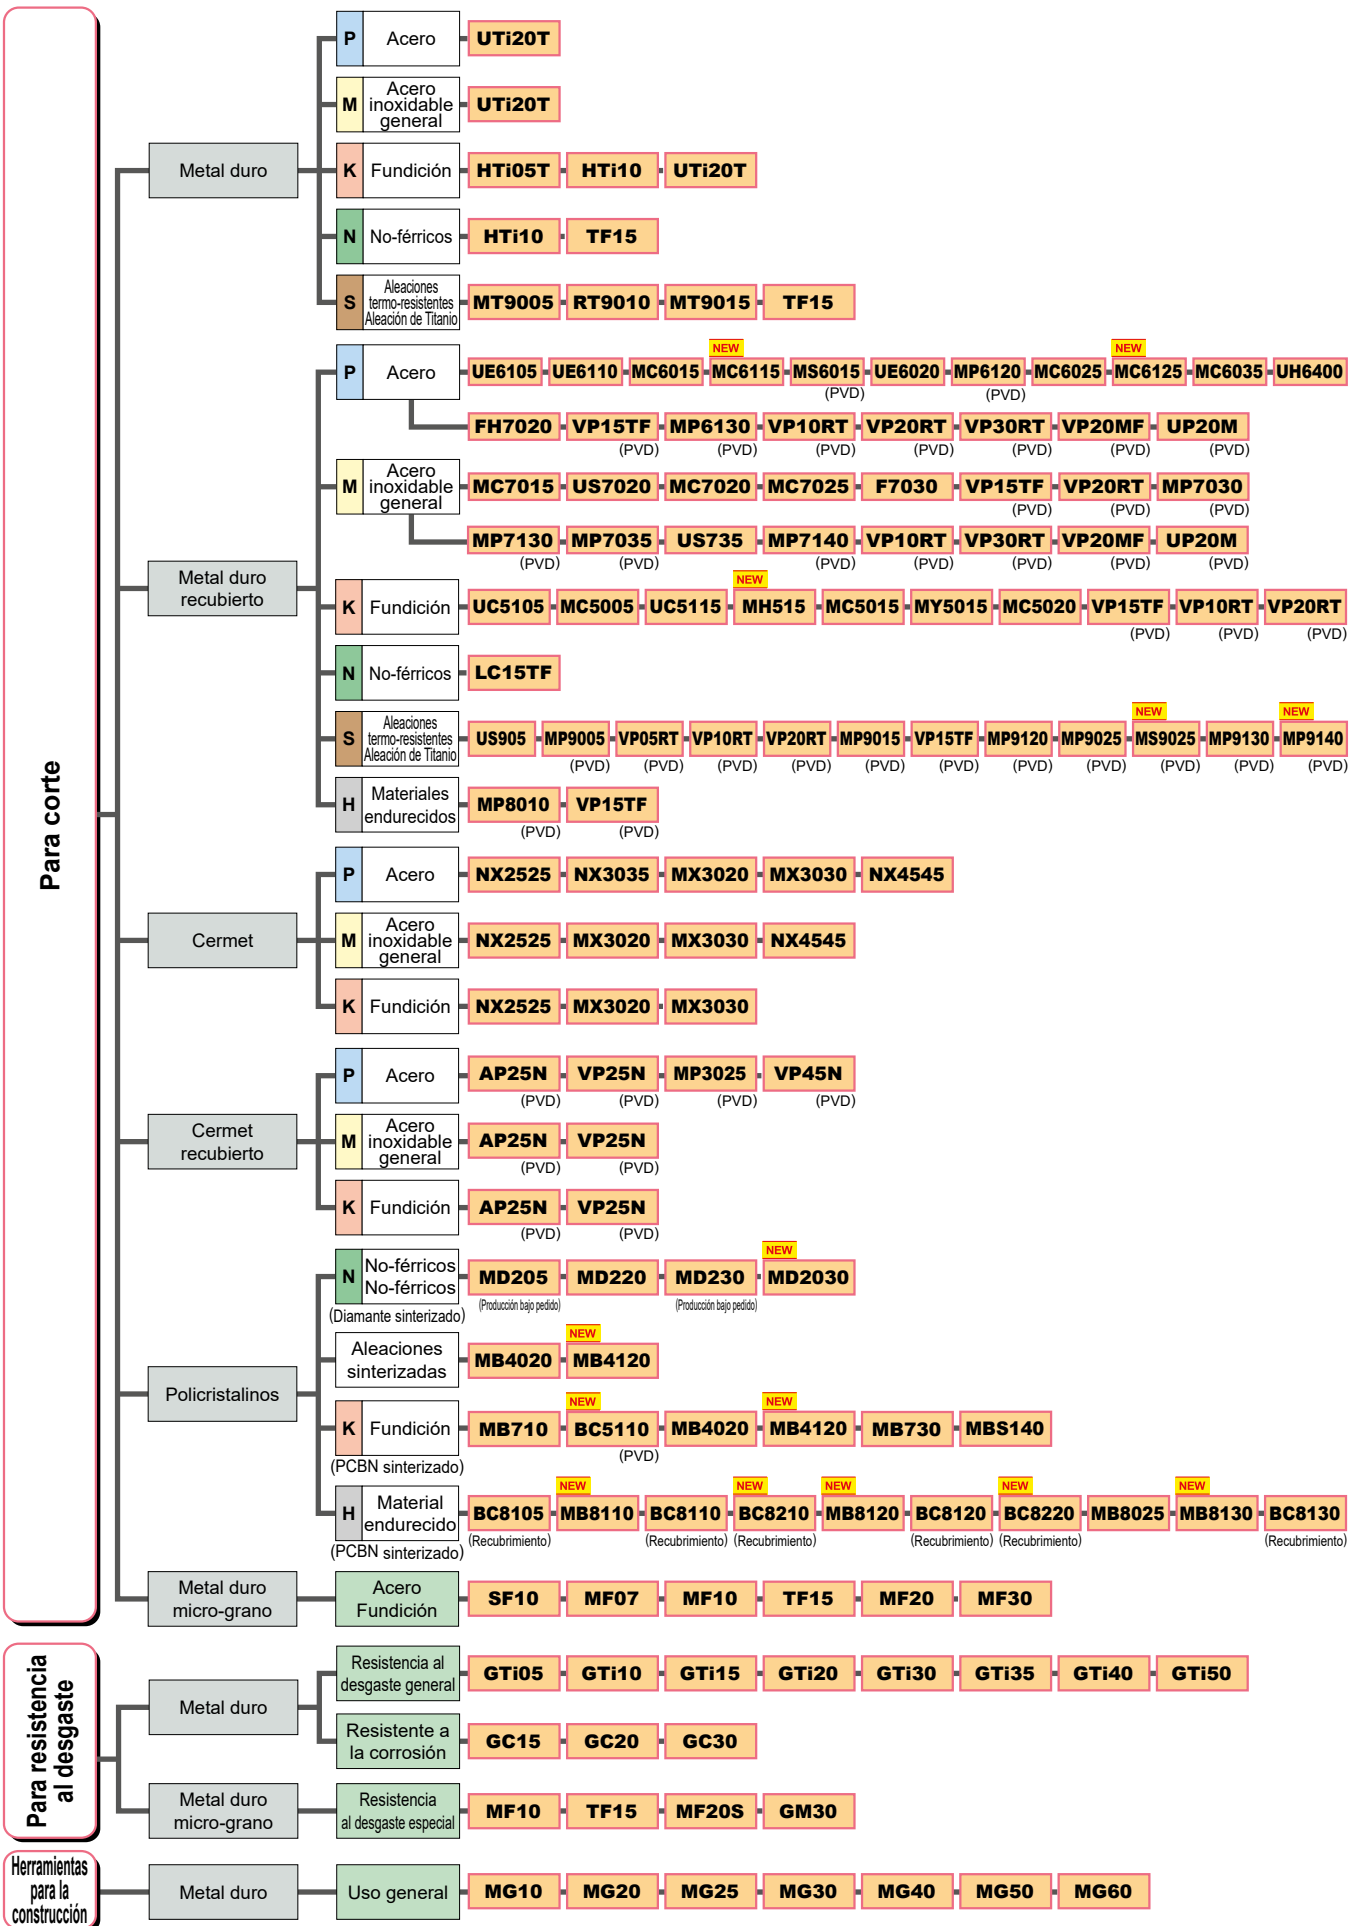 Para corte
Metal duro
P Acero UTi20T
M Acero inoxidable general UTi20T
K Fundición HTi05T HTi10 UTi20T
N No-férricos HTi10 TF15
S Aleaciones termo-resistentes Aleación de Titanio MT9005 RT9010 MT9015 TF15
Metal duro recubierto
NEW NEW
P Acero UE6105 UE6110 MC6015 MC6115 MS6015 UE6020 MP6120 MC6025 MC6125 MC6035 UH6400
(PVD) (PVD)
FH7020 VP15TF MP6130 VP10RT VP20RT VP30RT VP20MF UP20M
(PVD) (PVD) (PVD) (PVD) (PVD) (PVD) (PVD)
M Acero inoxidable general MC7015 US7020 MC7020 MC7025 F7030 VP15TF VP20RT MP7030
(PVD) (PVD) (PVD)
MP7130 MP7035 US735 MP7140 VP10RT VP30RT VP20MF UP20M
(PVD) (PVD) (PVD) (PVD) (PVD) (PVD) (PVD)
NEW
K Fundición UC5105 MC5005 UC5115 MH515 MC5015 MY5015 MC5020 VP15TF VP10RT VP20RT
(PVD) (PVD) (PVD)
N No-férricos LC15TF
NEW NEW
S Aleaciones termo-resistentes Aleación de Titanio US905 MP9005 VP05RT VP10RT VP20RT MP9015 VP15TF MP9120 MP9025 MS9025 MP9130 MP9140
(PVD) (PVD) (PVD) (PVD) (PVD) (PVD) (PVD) (PVD) (PVD) (PVD) (PVD)
H Materiales endurecidos MP8010 VP15TF
(PVD) (PVD)
Cermet
P Acero NX2525 NX3035 MX3020 MX3030 NX4545
M Acero inoxidable general NX2525 MX3020 MX3030 NX4545
K Fundición NX2525 MX3020 MX3030
Cermet recubierto
P Acero AP25N VP25N MP3025 VP45N
(PVD) (PVD) (PVD) (PVD)
M Acero inoxidable general AP25N VP25N
(PVD) (PVD)
K Fundición AP25N VP25N
(PVD) (PVD)
Policristalinos
NEW
N No-férricos No-férricos MD205 MD220 MD230 MD2030
(Diamante sinterizado) (Producción bajo pedido) (Producción bajo pedido)
NEW
Aleaciones sinterizadas MB4020 MB4120
NEW NEW
K Fundición MB710 BC5110 MB4020 MB4120 MB730 MBS140
(PCBN sinterizado) (PVD)
NEW NEW NEW NEW NEW
H Material endurecido BC8105 MB8110 BC8110 BC8210 MB8120 BC8120 BC8220 MB8025 MB8130 BC8130
(PCBN sinterizado) (Recubrimiento) (Recubrimiento) (Recubrimiento) (Recubrimiento) (Recubrimiento) (Recubrimiento)
Metal duro micro-grano
Acero Fundición SF10 MF07 MF10 TF15 MF20 MF30
Para resistencia al desgaste
Metal duro
Resistencia al desgaste general GTi05 GTi10 GTi15 GTi20 GTi30 GTi35 GTi40 GTi50
Resistente a la corrosión GC15 GC20 GC30
Metal duro micro-grano
Resistencia al desgaste especial MF10 TF15 MF20S GM30
Herramientas para la construcción
Metal duro
Uso general MG10 MG20 MG25 MG30 MG40 MG50 MG60